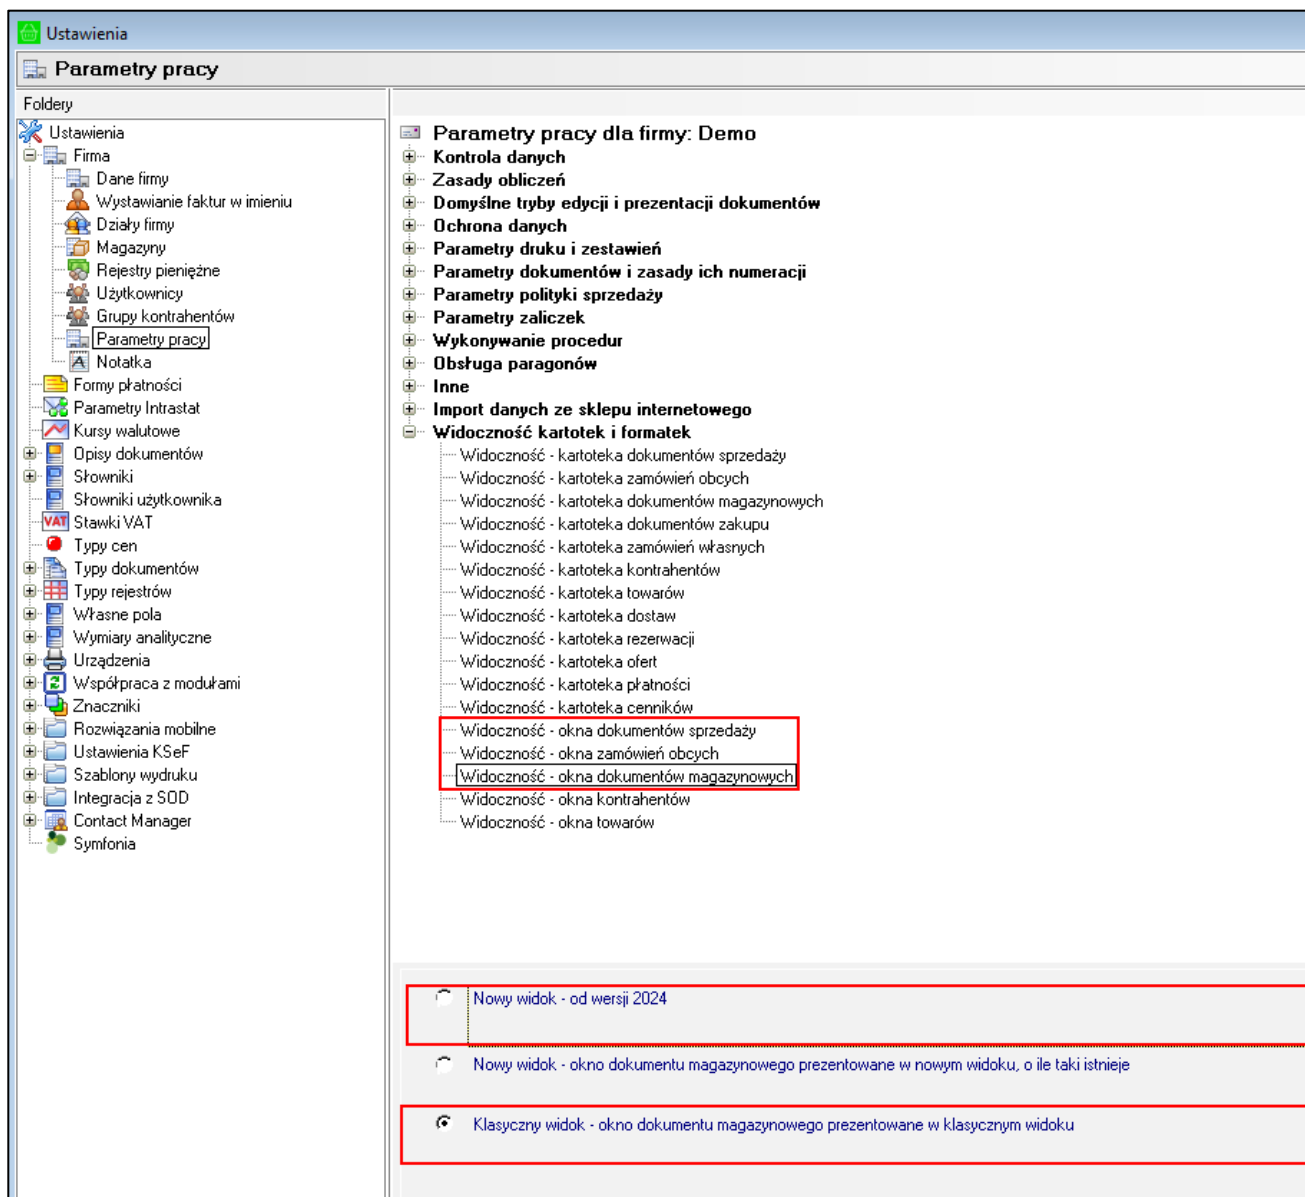 Ustawienia
Parametry pracy
Foldery
Ustawienia
Firma
Dane firmy
Wystawianie faktur w imieniu
Działy firmy
Magazyny
Rejestry pieniężne
Użytkownicy
Grupy kontrahentów
Parametry pracy
Notatka
Formy płatności
Parametry Intrastat
Kursy walutowe
Opisy dokumentów
Słowniki
Słowniki użytkownika
VAT Stawki VAT
Typy cen
Typy dokumentów
Typy rejestrów
Własne pola
Wymiary analityczne
Urządzenia
Współpraca z modułami
Znaczniki
Rozwiązania mobilne
Ustawienia KSeF
Szablony wydruku
Integracja z SOD
Contact Manager
Symfonia
Parametry pracy dla firmy: Demo
Kontrola danych
Zasady obliczeń
Domyślne tryby edycji i prezentacji dokumentów
Ochrona danych
Parametry druku i zestawień
Parametry dokumentów i zasady ich numeracji
Parametry polityki sprzedaży
Parametry zaliczek
Wykonywanie procedur
Obsługa paragonów
Inne
Import danych ze sklepu internetowego
Widoczność kartotek i formatek
Widoczność - kartoteka dokumentów sprzedaży
Widoczność - kartoteka zamówień obcych
Widoczność - kartoteka dokumentów magazynowych
Widoczność - kartoteka dokumentów zakupu
Widoczność - kartoteka zamówień własnych
Widoczność - kartoteka kontrahentów
Widoczność - kartoteka towarów
Widoczność - kartoteka dostaw
Widoczność - kartoteka rezerwacji
Widoczność - kartoteka ofert
Widoczność - kartoteka płatności
Widoczność - kartoteka cenników
Widoczność - okna dokumentów sprzedaży
Widoczność - okna zamówień obcych
Widoczność - okna dokumentów magazynowych
Widoczność - okna kontrahentów
Widoczność - okna towarów
Nowy widok - od wersji 2024
Nowy widok - okno dokumentu magazynowego prezentowane w nowym widoku, o ile taki istnieje
Klasyczny widok - okno dokumentu magazynowego prezentowane w klasycznym widoku